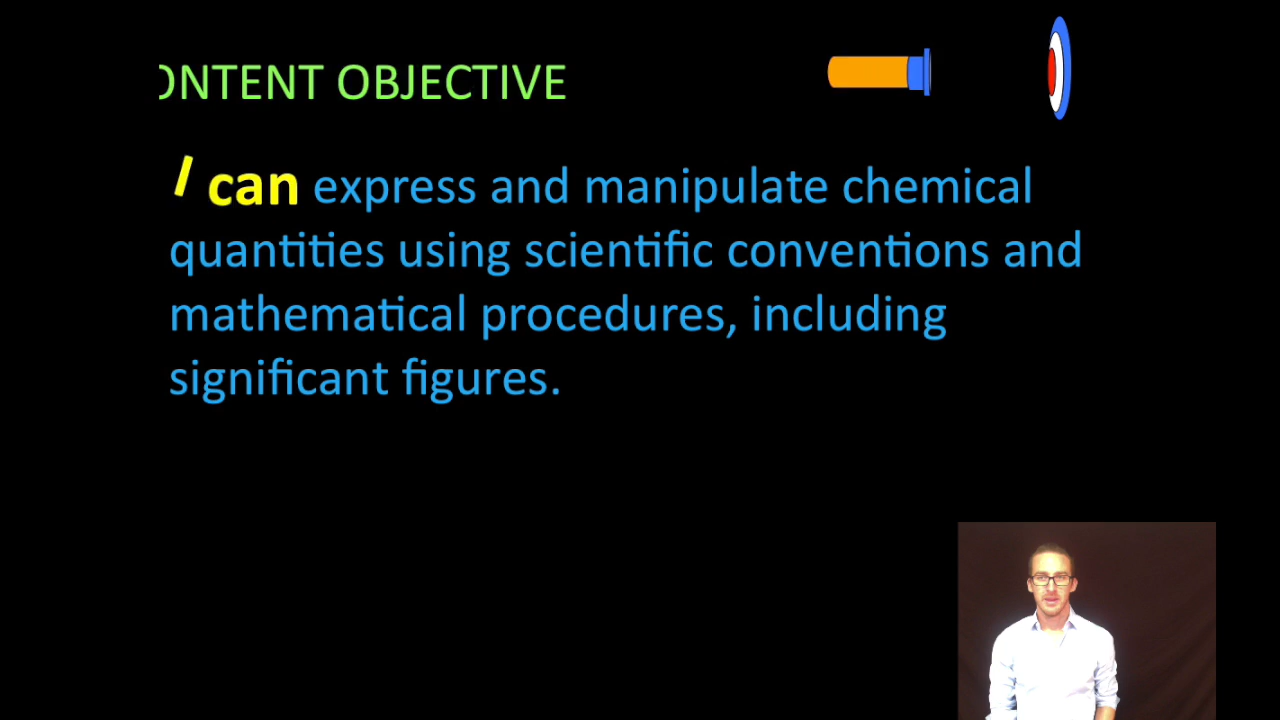 ONTENT OBJECTIVE
I can express and manipulate chemical
quantities using scientific conventions and
mathematical procedures, including
significant figures.